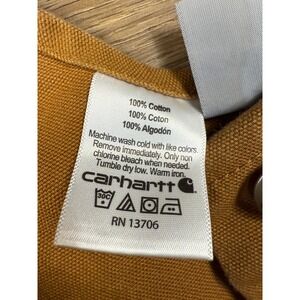 100% Cotton
100% Coton
100% Algodón
Machine wash cold with like colors.
Remove immediately. Only non
chlorine bleach when needed.
Tumble dry low. Warm iron.
carhartt
30C
RN 13706